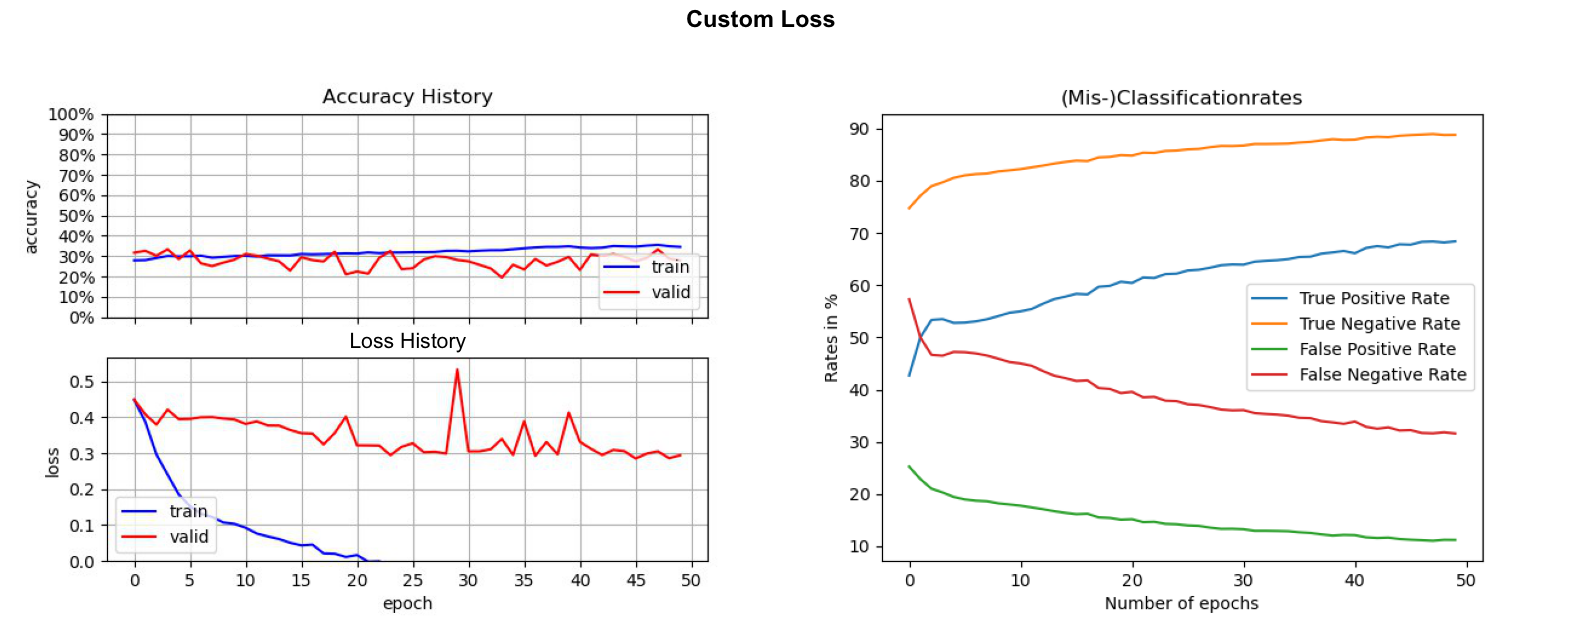 Custom Loss
Accuracy History
100%
90%
80%
70%
60%
50%
40%
30%
20%
10%
0%
accuracy
train
valid
Loss History
0.5
0.4
0.3
0.2
0.1
0.0
loss
train
valid
0 5 10 15 20 25 30 35 40 45 50
epoch
(Mis-)Classificationrates
90
80
70
60
50
40
30
20
10
Rates in %
True Positive Rate
True Negative Rate
False Positive Rate
False Negative Rate
0 10 20 30 40 50
Number of epochs